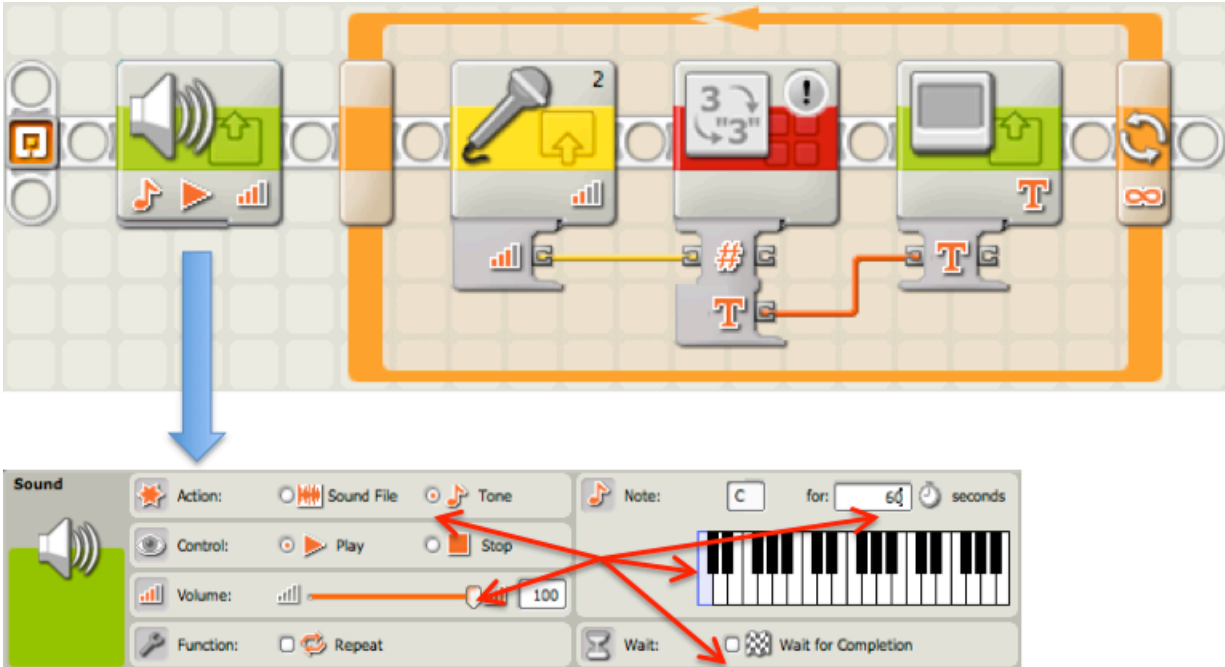 2
3
"3"
!
T
#
T
T
Sound
Action: Sound File Tone
Note: C for: 60 seconds
Control: Play Stop
Volume: 100
Function: Repeat
Wait: Wait for Completion